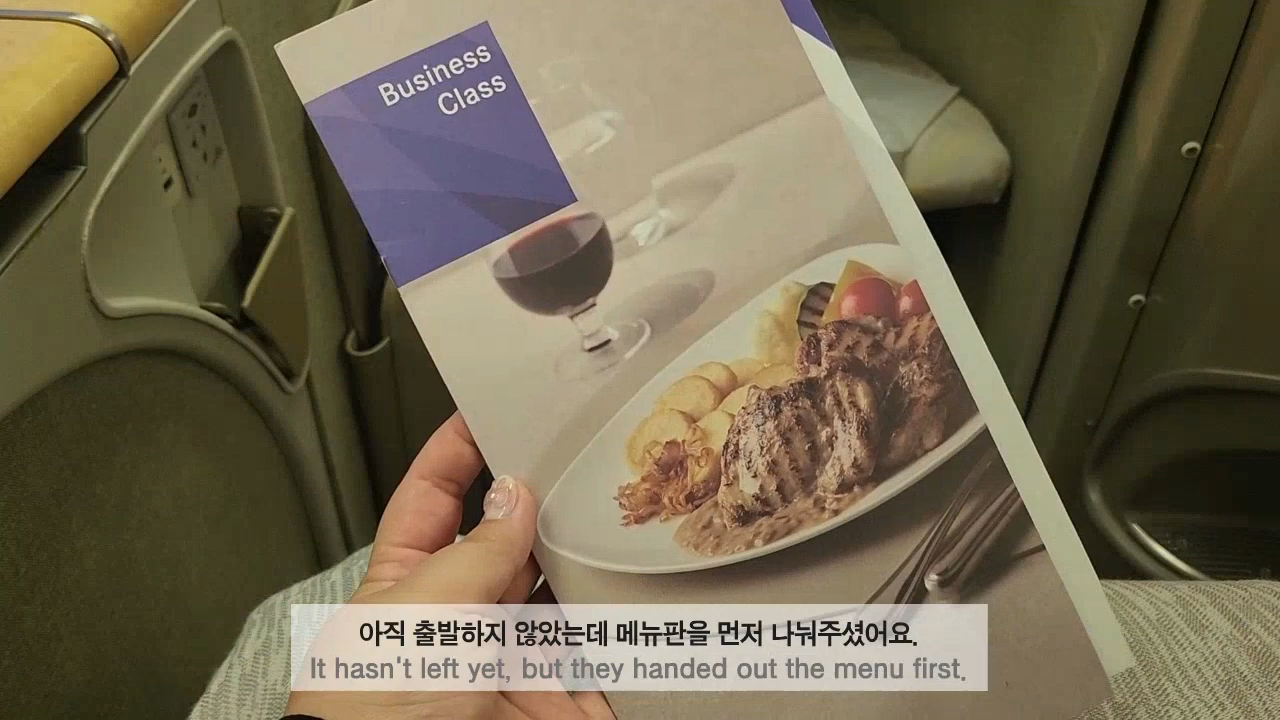 Business
Class
아직 출발하지 않았는데 메뉴판을 먼저 나눠주셨어요.
It hasn't left yet, but they handed out the menu first.